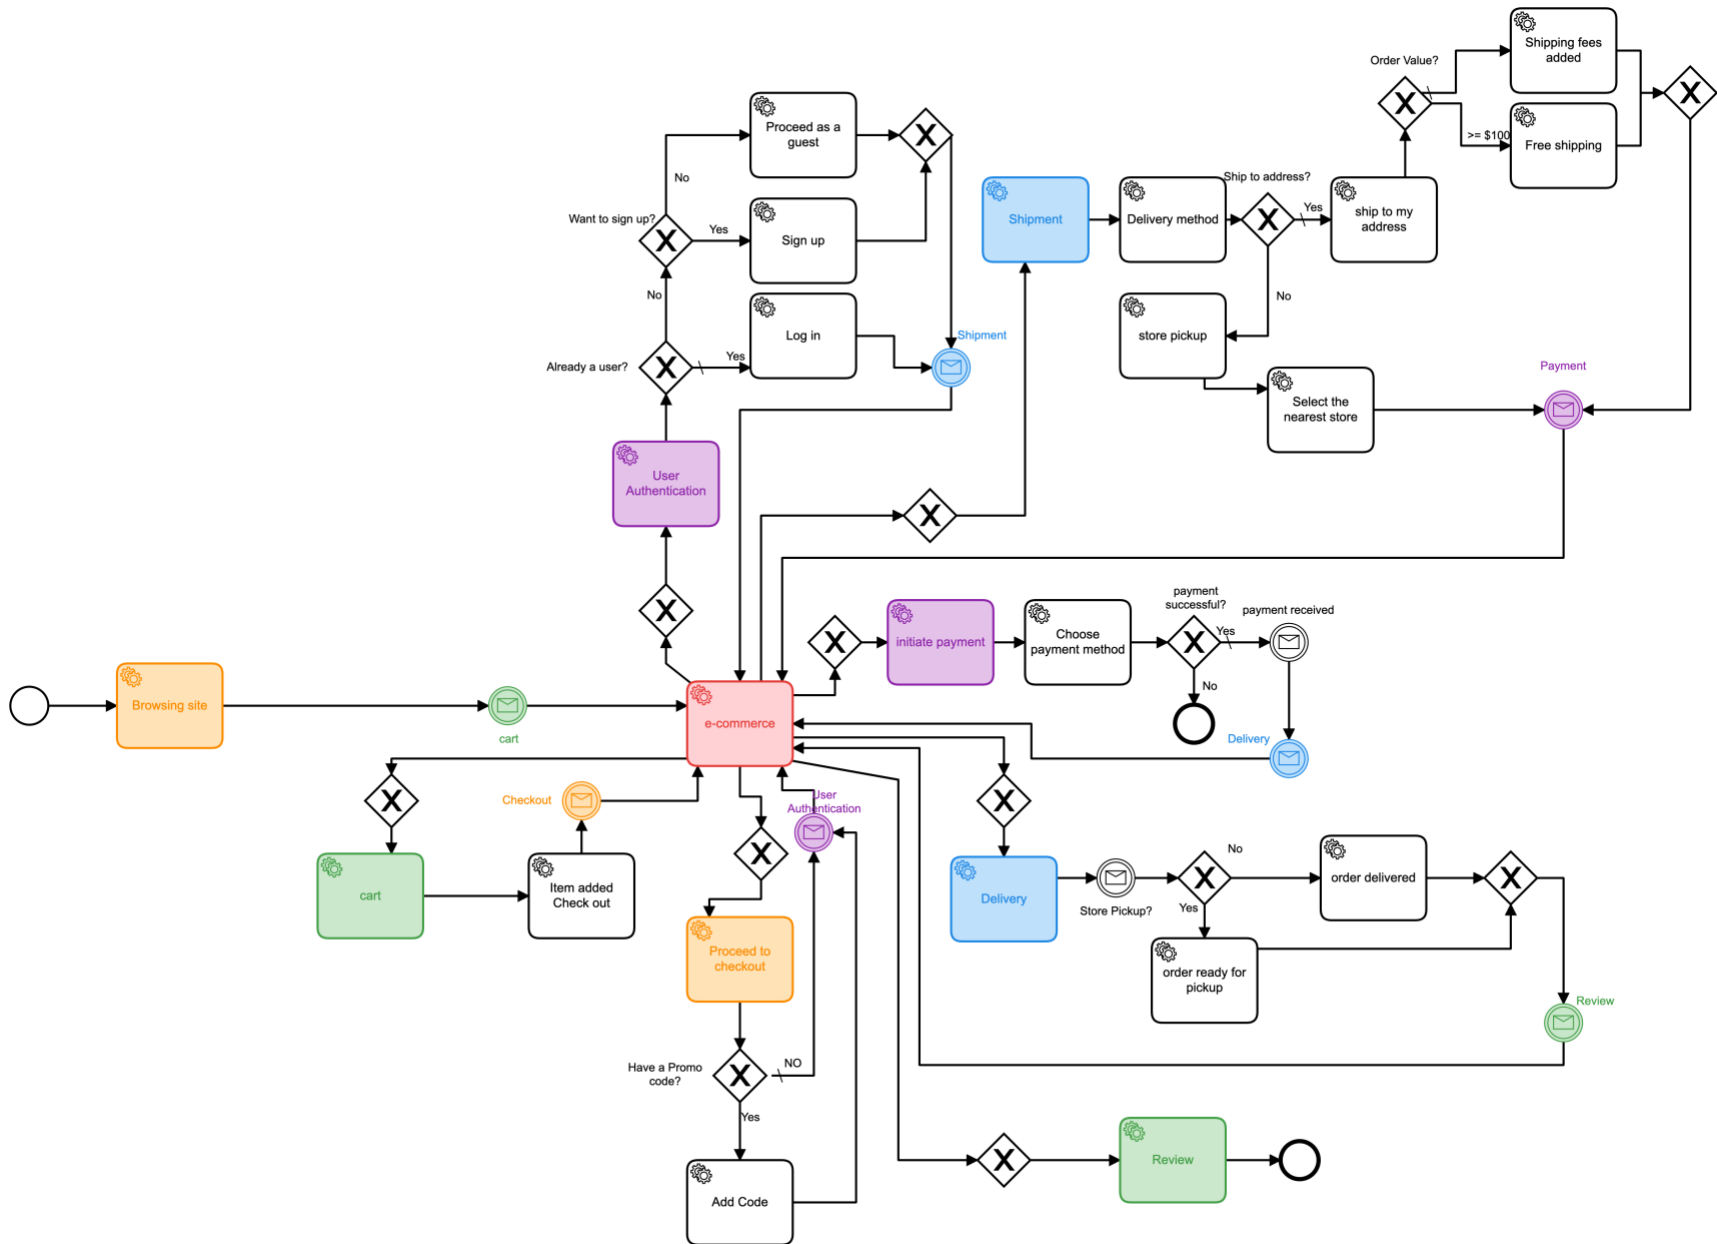 Shipping fees
added
Order Value?
>= $100
Free shipping
Proceed as a
guest
No
Want to sign up?
Yes
Sign up
No
Already a user?
Yes
Log in
Shipment
Shipment
Delivery method
Ship to address?
Yes
ship to my
address
No
store pickup
Select the
nearest store
Payment
User
Authentication
initiate payment
Choose
payment method
payment
successful?
Yes
payment received
No
Delivery
Browsing site
cart
e-commerce
Checkout
User
Authentication
cart
Item added
Check out
Proceed to
checkout
Have a Promo
code?
NO
Yes
Add Code
Delivery
Store Pickup?
No
Yes
order delivered
order ready for
pickup
Review
Review